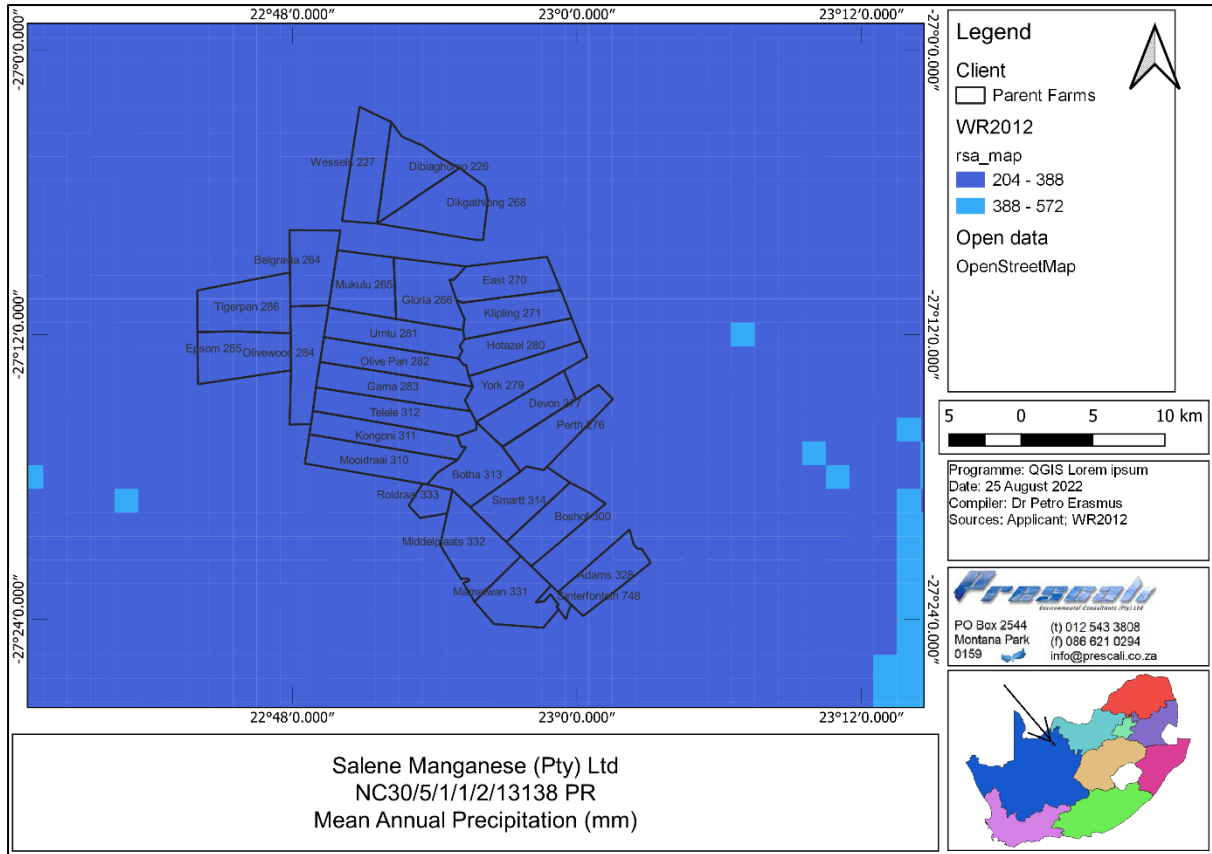 22°48′0.000″
23°0′0.000″
23°12′0.000″
-27°0′0.000″
-27°0′0.000″
Wessels 227
Dibiaghomo 226
Dikgathlong 268
Belgravia 264
Mukulu 265
Gloria 266
East 270
Tigerpan 286
Klipling 271
Umtu 281
Hotazel 280
-27°12′0.000″
-27°12′0.000″
Epsom 285
Olivewood 284
Olive Pan 282
York 279
Gama 283
Devon 277
Telele 312
Perth 276
Kongoni 311
Mooidraai 310
Botha 313
Roldraai 333
Smartt 314
Boshof 300
Middelplaats 332
Adams 328
Mamatwan 331
Sinterfontein 748
-27°24′0.000″
-27°24′0.000″
22°48′0.000″
23°0′0.000″
23°12′0.000″
Legend
Client
Parent Farms
WR2012
rsa_map
204 - 388
388 - 572
Open data
OpenStreetMap
5 0 5 10 km
Programme: QGIS Lorem ipsum
Date: 25 August 2022
Compiler: Dr Petro Erasmus
Sources: Applicant; WR2012
Prescali
Environmental Consultants (Pty) Ltd
PO Box 2544 (t) 012 543 3808
Montana Park (f) 086 621 0294
0159 info@prescali.co.za
Salene Manganese (Pty) Ltd
NC30/5/1/1/2/13138 PR
Mean Annual Precipitation (mm)